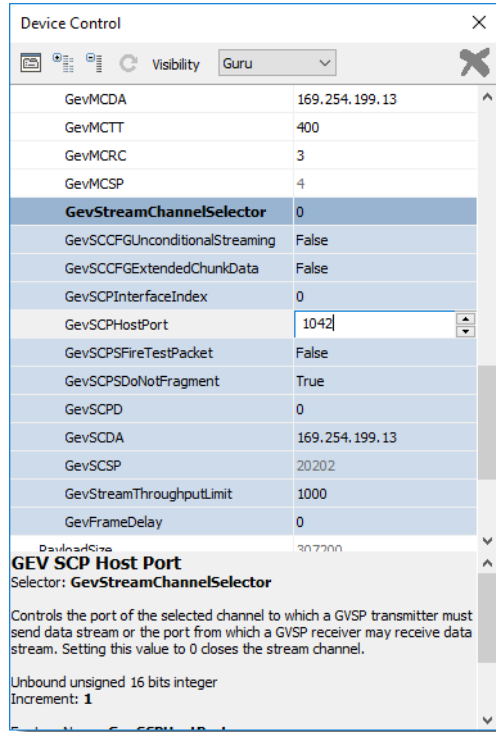 Device Control
Visibility Guru
GevMCDA 169.254.199.13
GevMCTT 400
GevMCRC 3
GevMCSP 4
GevStreamChannelSelector 0
GevSCCFGUnconditionalStreaming False
GevSCCFGExtendedChunkData False
GevSCPInterfaceIndex 0
GevSCPHostPort 1042
GevSCPSFireTestPacket False
GevSCPSDoNotFragment True
GevSCPD 0
GevSCDA 169.254.199.13
GevSCSP 20202
GevStreamThroughputLimit 1000
GevFrameDelay 0
PayloadSize 307200
GEV SCP Host Port
Selector: GevStreamChannelSelector
Controls the port of the selected channel to which a GVSP transmitter must
send data stream or the port from which a GVSP receiver may receive data
stream. Setting this value to 0 closes the stream channel.
Unbound unsigned 16 bits integer
Increment: 1